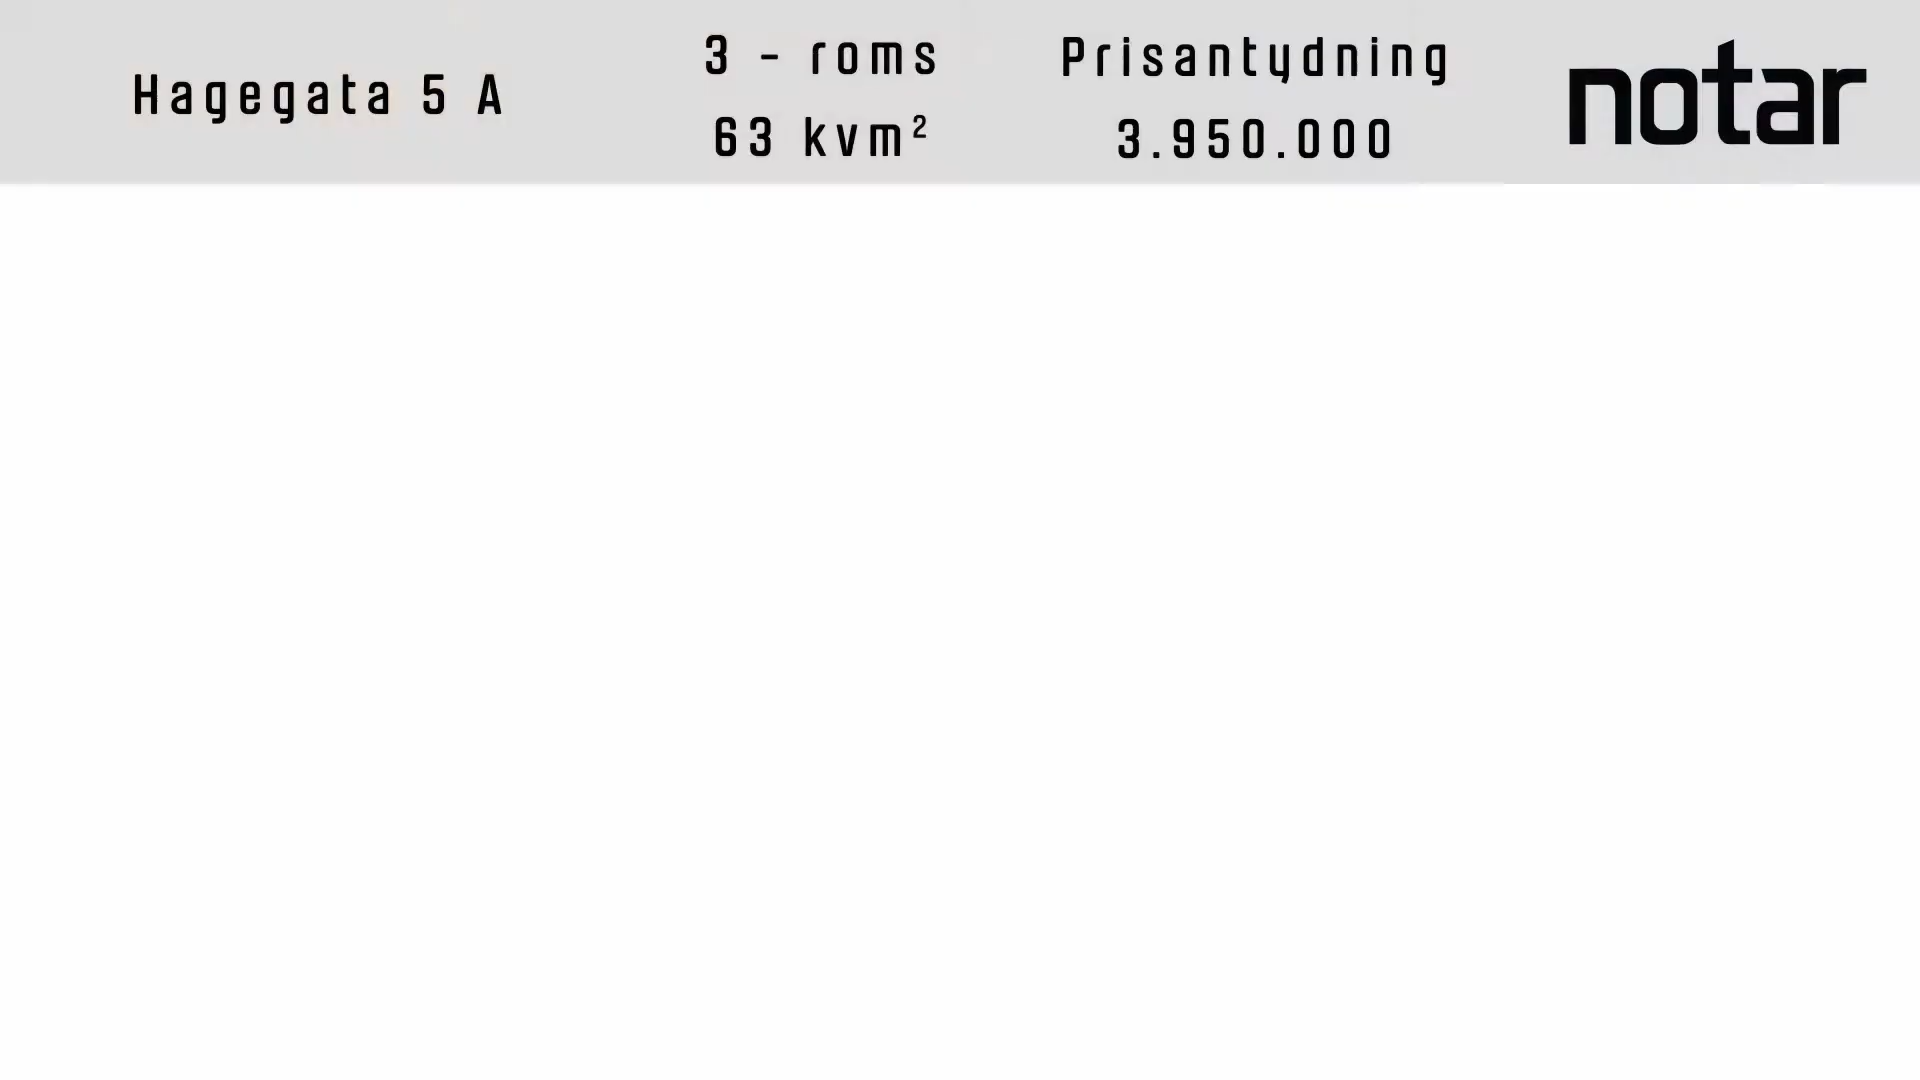 Hagegata 5 A
3 - roms
63 kvm²
Prisantydning
3.950.000
notar